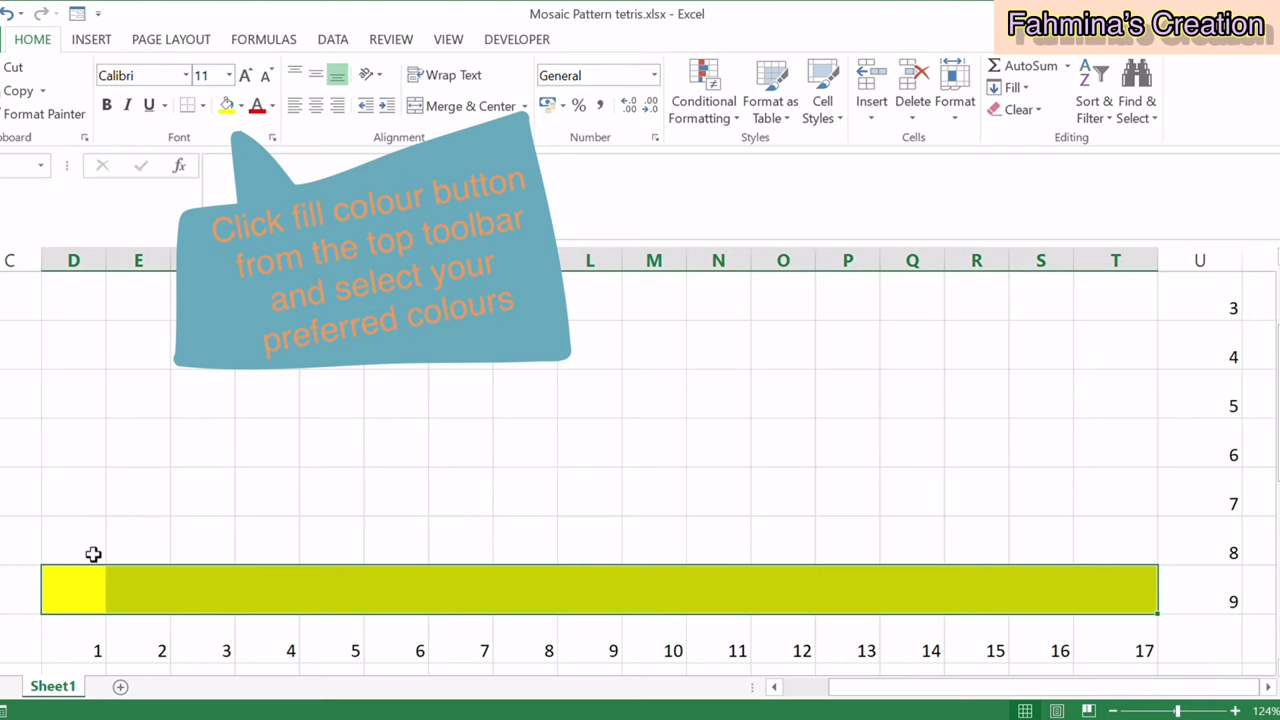 Mosaic Pattern tetris.xlsx - Excel
Fahmina's Creation
HOME INSERT PAGE LAYOUT FORMULAS DATA REVIEW VIEW DEVELOPER
Cut
Copy
Format Painter
Calibri 11
B I U
Wrap Text
Merge & Center
General
%
Conditional Formatting
Format as Table
Cell Styles
Insert
Delete
Format
AutoSum
Fill
Clear
Sort & Filter
Find & Select
Font Alignment Number Styles Cells Editing
fx
Click fill colour button
from the top toolbar
and select your
preferred colours
C D E L M N O P Q R S T U
3
4
5
6
7
8
9
1 2 3 4 5 6 7 8 9 10 11 12 13 14 15 16 17
Sheet1
124%